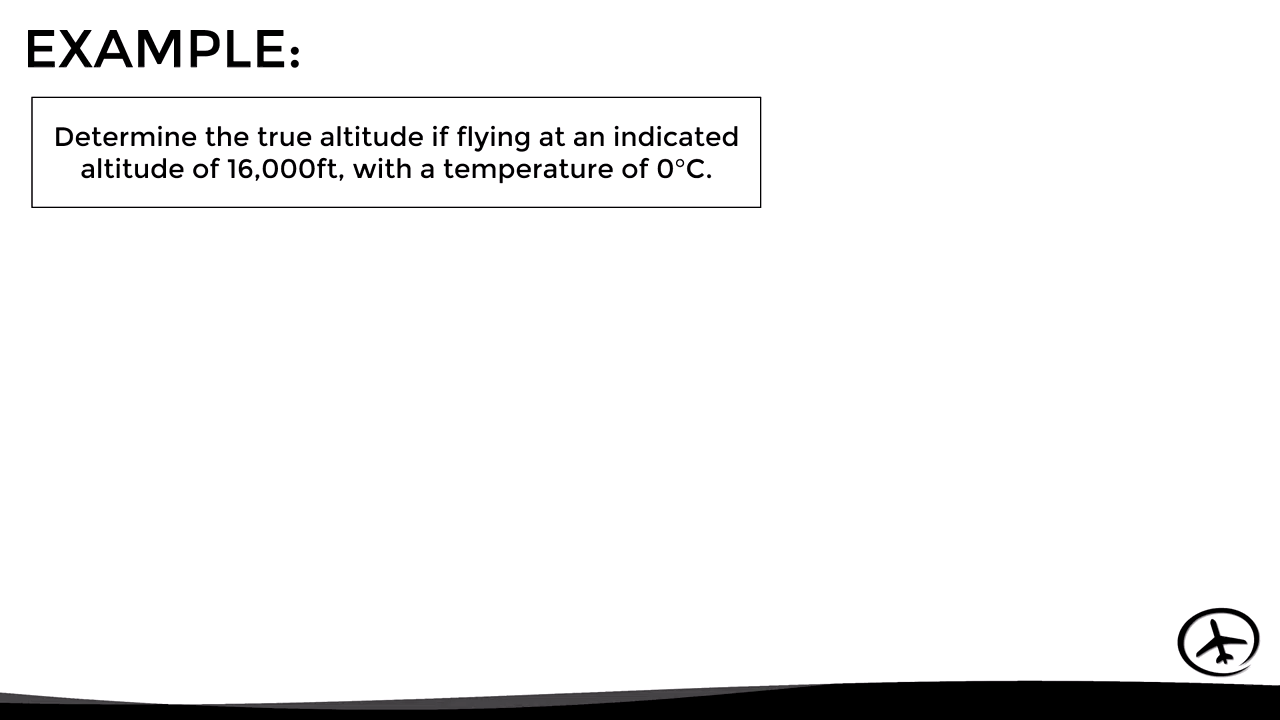 EXAMPLE:
Determine the true altitude if flying at an indicated
altitude of 16,000ft, with a temperature of 0°C.